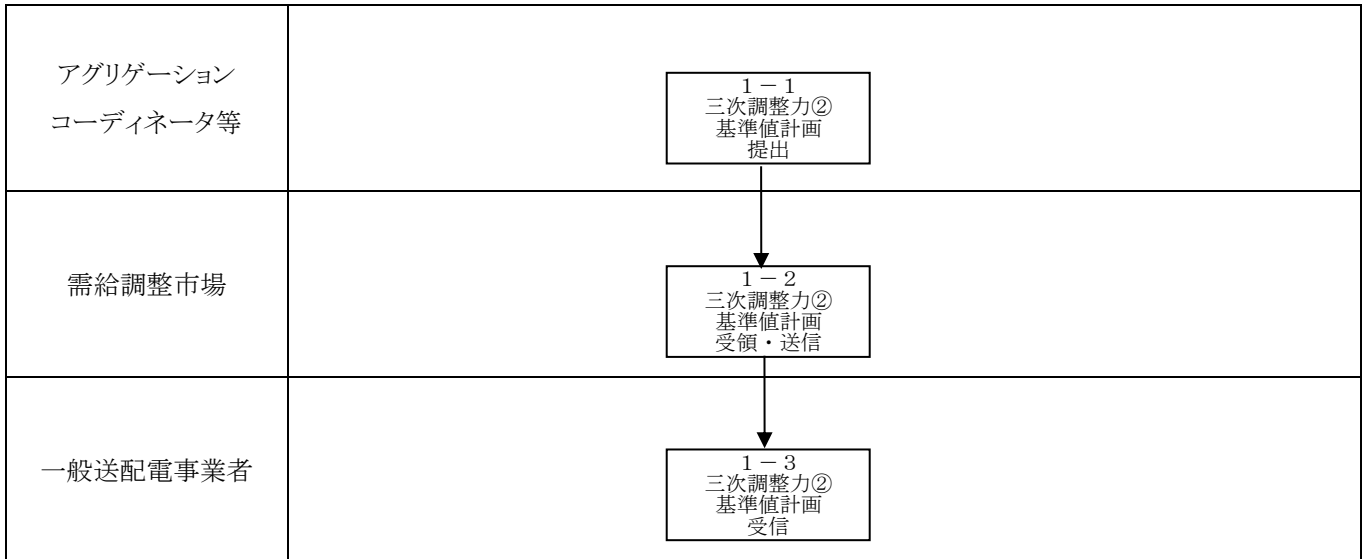 アグリゲーション
コーディネータ等
１－１
三次調整力②
基準値計画
提出
需給調整市場
１－２
三次調整力②
基準値計画
受領・送信
一般送配電事業者
１－３
三次調整力②
基準値計画
受信